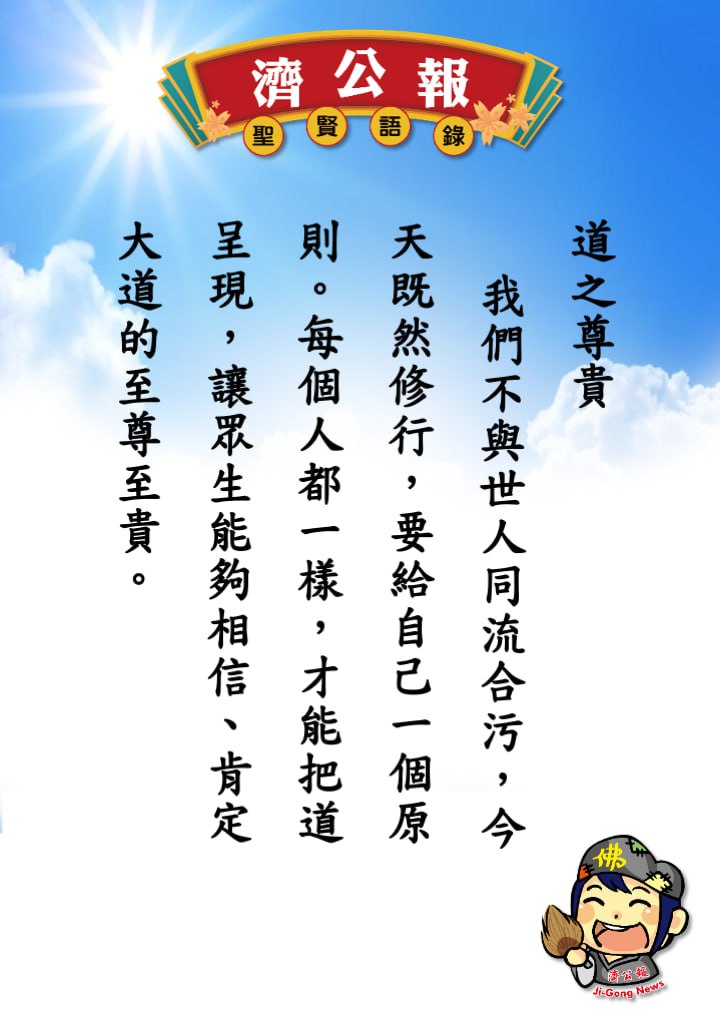 濟公報
聖賢語錄
道之尊貴
我們不與世人同流合污，今
天既然修行，要給自己一個原
則。每個人都一樣，才能把道
呈現，讓眾生能夠相信、肯定
大道的至尊至貴。
佛
濟公報
Ji-Gong News